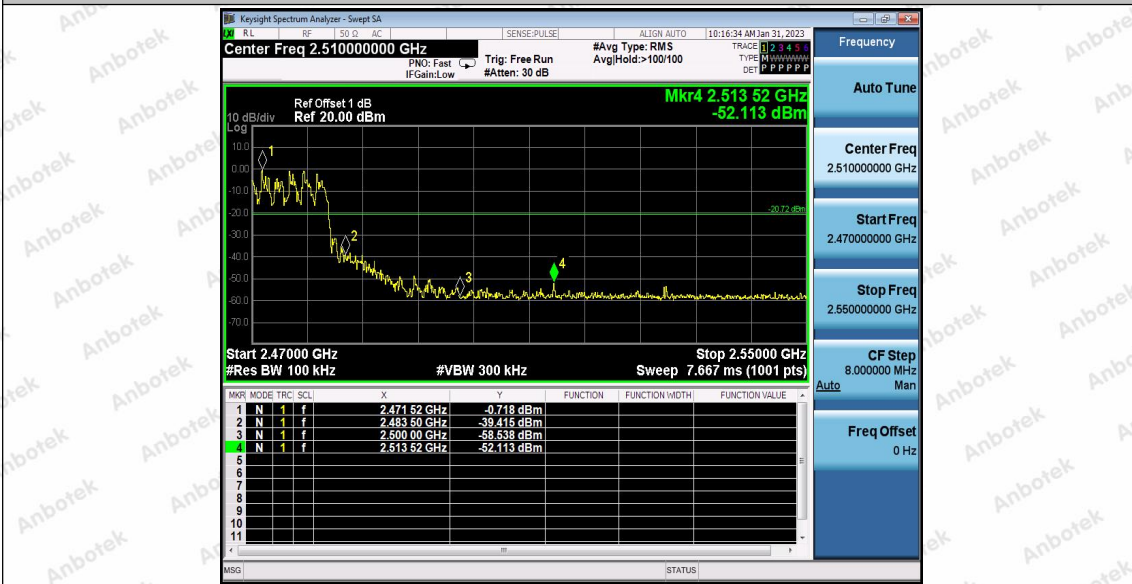 Keysight Spectrum Analyzer - Swept SA
RL RF 50 Ω AC SENSE:PULSE ALIGN AUTO 10:16:34 AM Jan 31, 2023
Center Freq 2.510000000 GHz
PNO: Fast
IFGain:Low
Trig: Free Run
#Atten: 30 dB
#Avg Type: RMS
Avg|Hold:>100/100
TRACE 1 2 3 4 5 6
TYPE M W W W W W
DET P P P P P P
Mkr4 2.513 52 GHz
-52.113 dBm
Ref Offset 1 dB
10 dB/div Ref 20.00 dBm
Log
10.0
0.00
-10.0
-20.0
-30.0
-40.0
-50.0
-60.0
-70.0
1
2
3
4
-20.72 dBm
Start 2.47000 GHz Stop 2.55000 GHz
#Res BW 100 kHz #VBW 300 kHz Sweep 7.667 ms (1001 pts)
MKR MODE TRC SCL X Y FUNCTION FUNCTION WIDTH FUNCTION VALUE
1 N 1 f 2.471 52 GHz -0.718 dBm
2 N 1 f 2.483 50 GHz -39.415 dBm
3 N 1 f 2.500 00 GHz -58.538 dBm
4 N 1 f 2.513 52 GHz -52.113 dBm
5
6
7
8
9
10
11
MSG STATUS
Frequency
Auto Tune
Center Freq
2.510000000 GHz
Start Freq
2.470000000 GHz
Stop Freq
2.550000000 GHz
CF Step
8.000000 MHz
Auto Man
Freq Offset
0 Hz
Anbotek